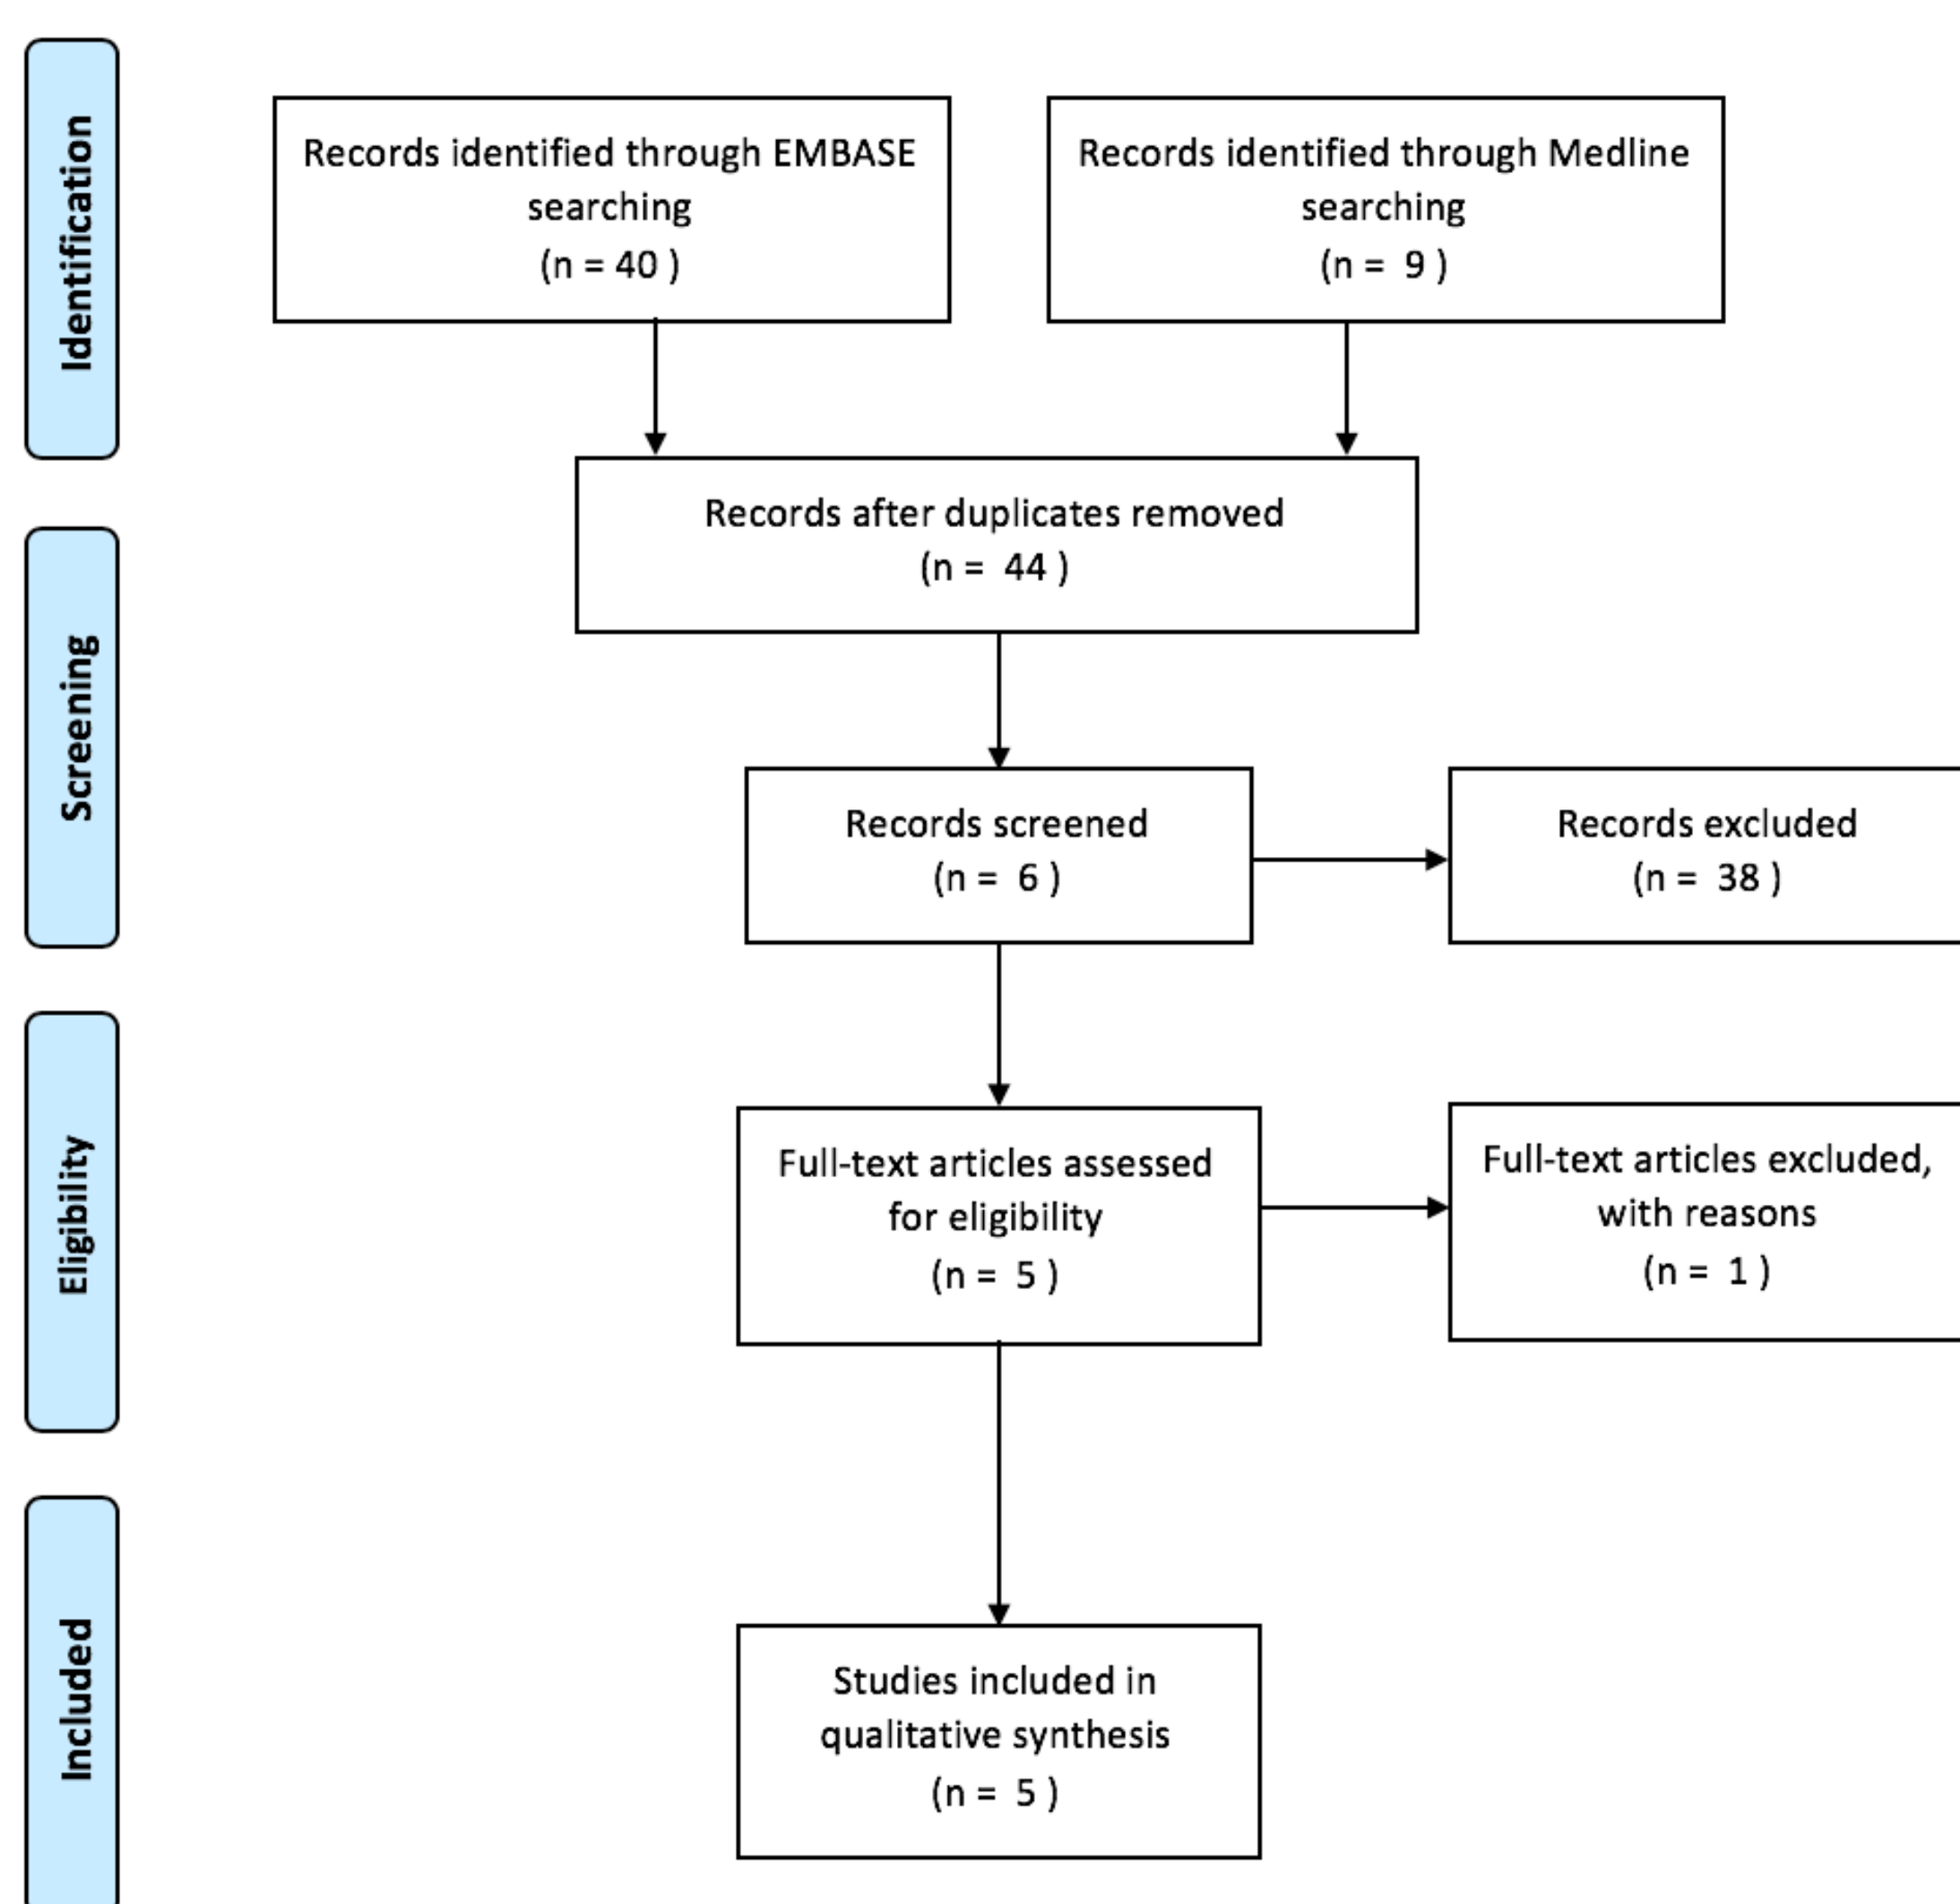 Identification
Records identified through EMBASE
searching
(n = 40 )
Records identified through Medline
searching
(n =  9 )
Records after duplicates removed
(n =  44 )
Screening
Records screened
(n =  6 )
Records excluded
(n =  38 )
Eligibility
Full-text articles assessed
for eligibility
(n =  5 )
Full-text articles excluded,
with reasons
(n =  1 )
Included
Studies included in
qualitative synthesis
(n =  5 )